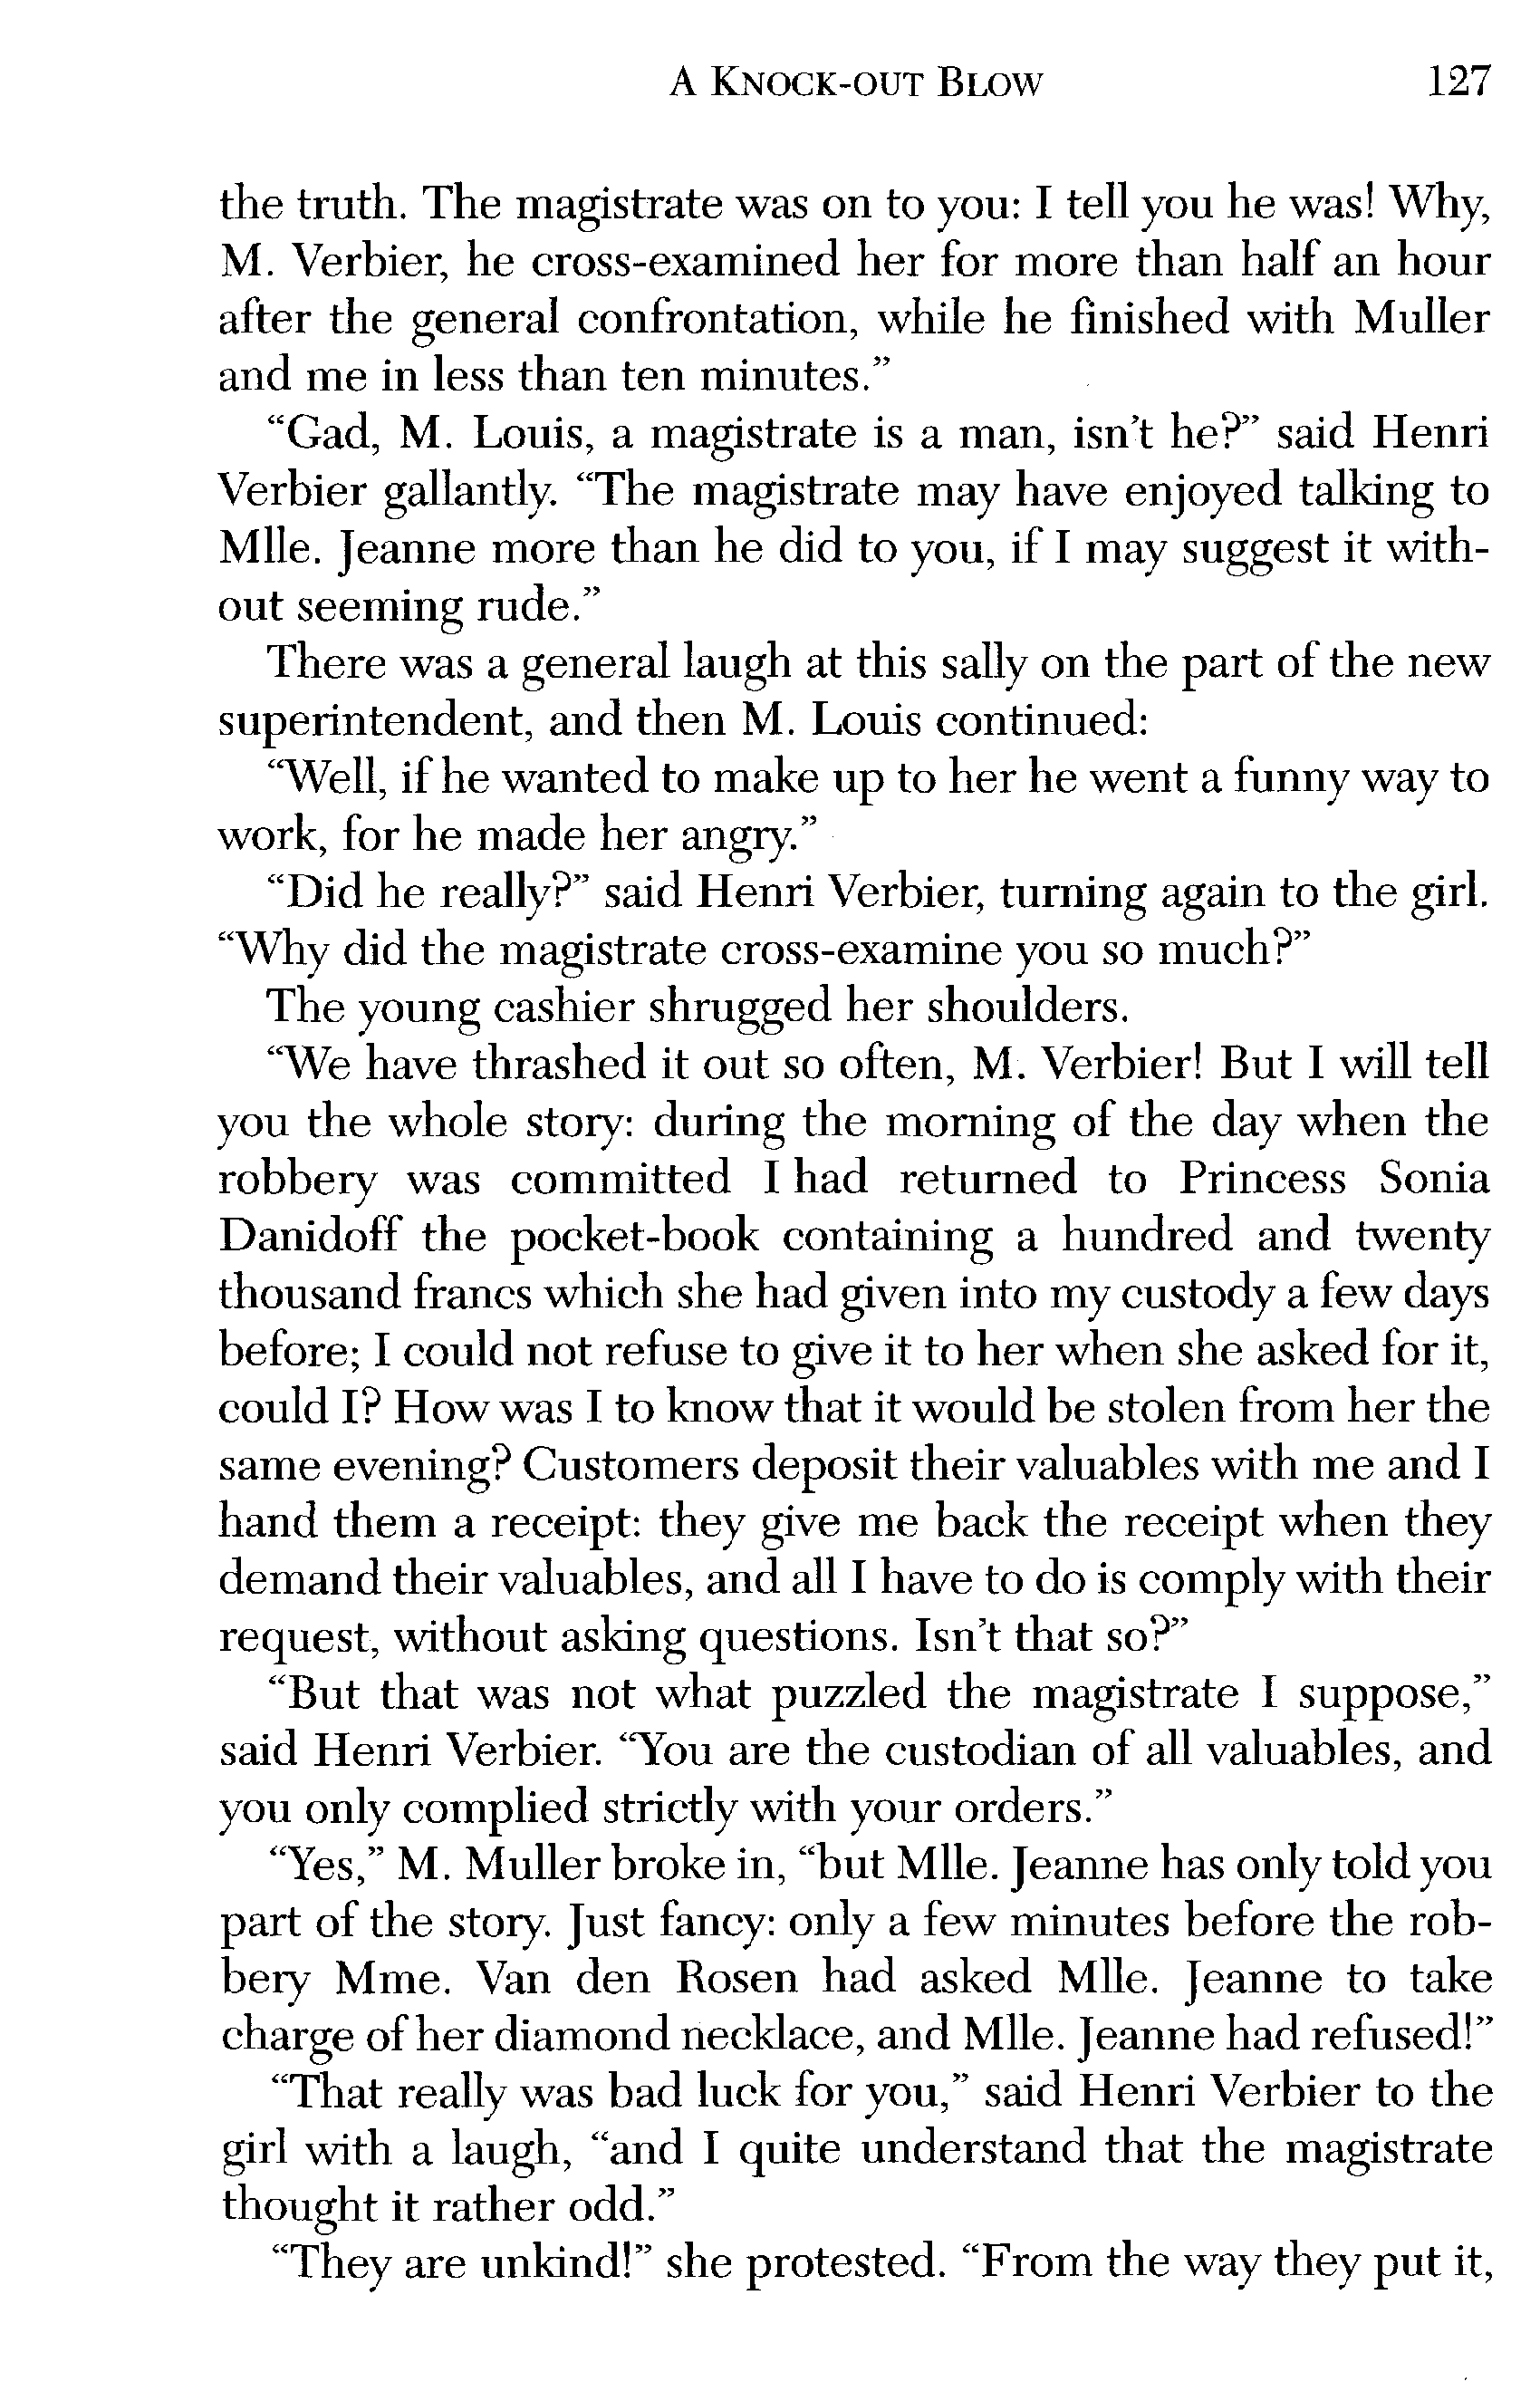 A KNOCK-OUT BLOW 127
the truth. The magistrate was on to you: I tell you he was! Why,
M. Verbier, he cross-examined her for more than half an hour
after the general confrontation, while he finished with Muller
and me in less than ten minutes.”
“Gad, M. Louis, a magistrate is a man, isn’t he?” said Henri
Verbier gallantly. “The magistrate may have enjoyed talking to
Mlle. Jeanne more than he did to you, if I may suggest it with-
out seeming rude.”
There was a general laugh at this sally on the part of the new
superintendent, and then M. Louis continued:
“Well, if he wanted to make up to her he went a funny way to
work, for he made her angry.”
“Did he really?” said Henri Verbier, turning again to the girl.
“Why did the magistrate cross-examine you so much?”
The young cashier shrugged her shoulders.
“We have thrashed it out so often, M. Verbier! But I will tell
you the whole story: during the morning of the day when the
robbery was committed I had returned to Princess Sonia
Danidoff the pocket-book containing a hundred and twenty
thousand francs which she had given into my custody a few days
before; I could not refuse to give it to her when she asked for it,
could I? How was I to know that it would be stolen from her the
same evening? Customers deposit their valuables with me and I
hand them a receipt: they give me back the receipt when they
demand their valuables, and all I have to do is comply with their
request, without asking questions. Isn’t that so?”
“But that was not what puzzled the magistrate I suppose,”
said Henri Verbier. “You are the custodian of all valuables, and
you only complied strictly with your orders.”
“Yes,” M. Muller broke in, “but Mlle. Jeanne has only told you
part of the story. Just fancy: only a few minutes before the rob-
bery Mme. Van den Rosen had asked Mlle. Jeanne to take
charge of her diamond necklace, and Mlle. Jeanne had refused!”
“That really was bad luck for you,” said Henri Verbier to the
girl with a laugh, “and I quite understand that the magistrate
thought it rather odd.”
“They are unkind!” she protested. “From the way they put it,